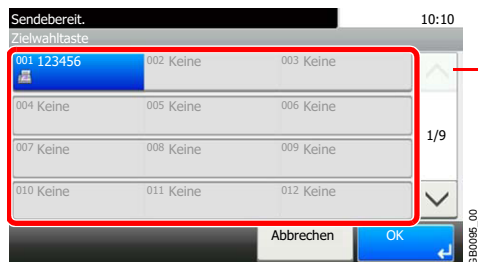 Sendebereit. 10:10
Zielwahltaste
001 123456 002 Keine 003 Keine
004 Keine 005 Keine 006 Keine
1/9
007 Keine 008 Keine 009 Keine
010 Keine 011 Keine 012 Keine
Abbrechen OK